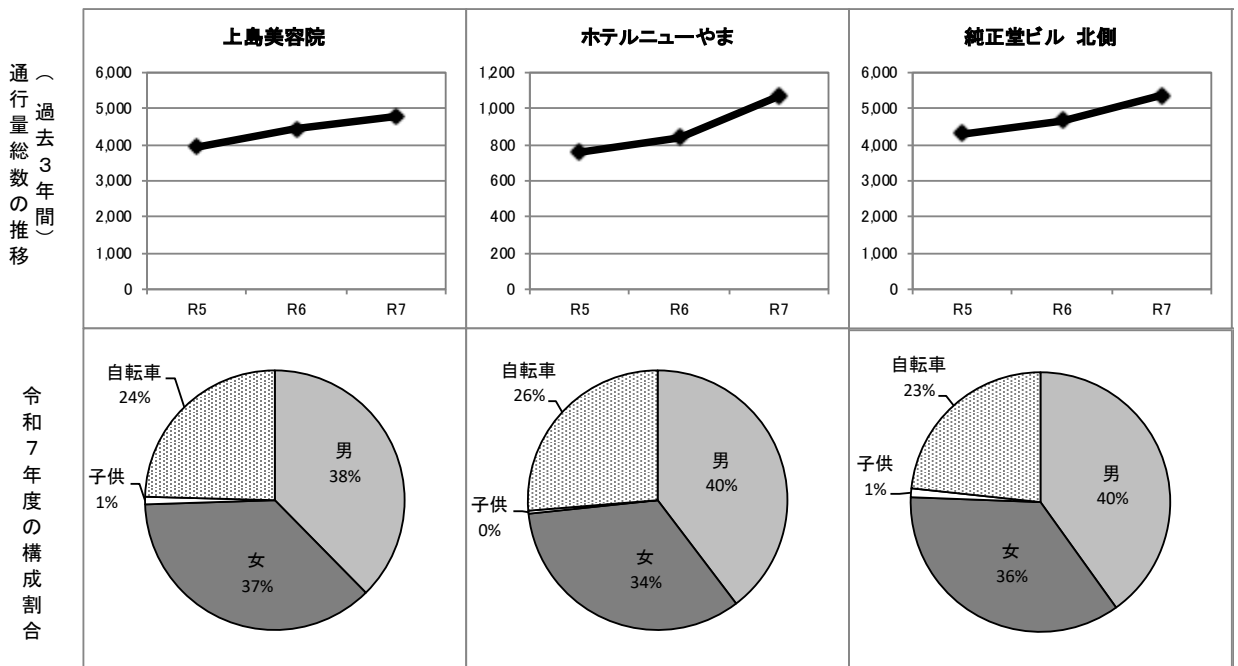 上島美容院
ホテルニューやま
純正堂ビル 北側
通行量総数の推移
（過去３年間）
6,000
5,000
4,000
3,000
2,000
1,000
0
R5
R6
R7
1,200
1,000
800
600
400
200
0
R5
R6
R7
6,000
5,000
4,000
3,000
2,000
1,000
0
R5
R6
R7
令和７年度の構成割合
自転車
24%
子供
1%
男
38%
女
37%
自転車
26%
子供
0%
男
40%
女
34%
自転車
23%
子供
1%
男
40%
女
36%